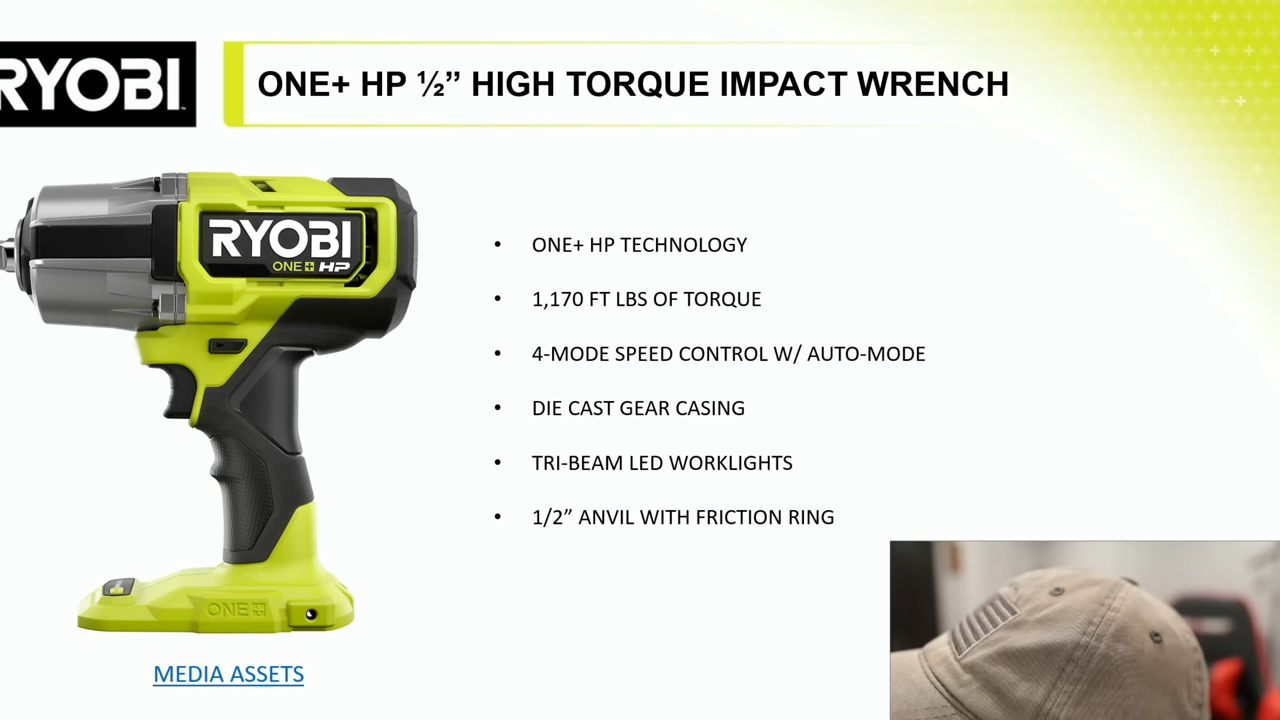 RYOBI
ONE+ HP ½” HIGH TORQUE IMPACT WRENCH
RYOBI
ONE+ HP
• ONE+ HP TECHNOLOGY
• 1,170 FT LBS OF TORQUE
• 4-MODE SPEED CONTROL W/ AUTO-MODE
• DIE CAST GEAR CASING
• TRI-BEAM LED WORKLIGHTS
• 1/2” ANVIL WITH FRICTION RING
ONE+
MEDIA ASSETS